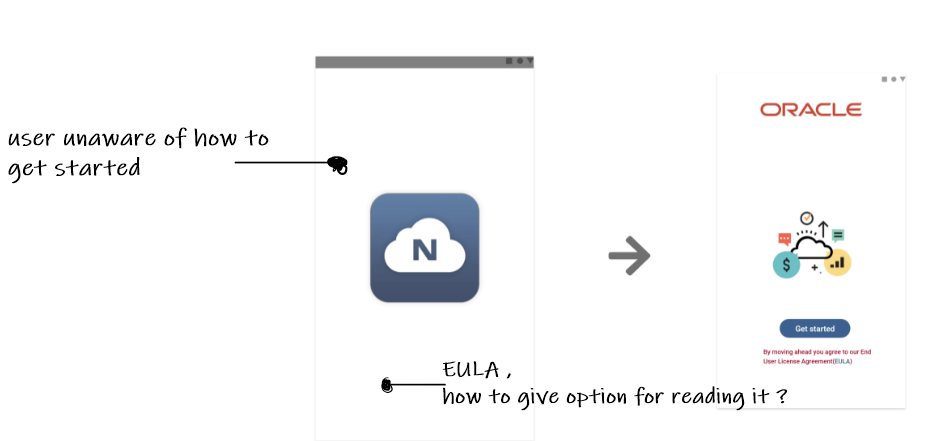 user unaware of how to
get started
N
EULA ,
how to give option for reading it ?
ORACLE
$
Get started
By moving ahead you agree to our End
User License Agreement(EULA)